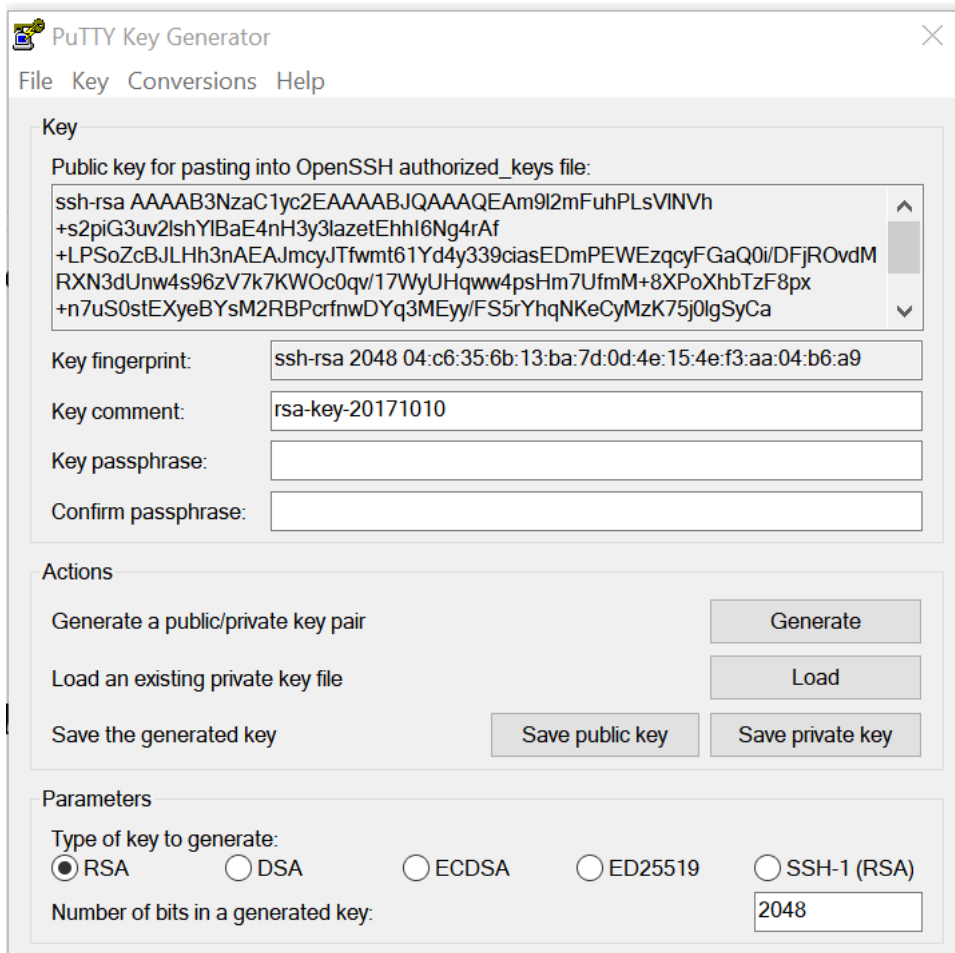 PuTTY Key Generator
File Key Conversions Help
Key
Public key for pasting into OpenSSH authorized_keys file:
ssh-rsa AAAAB3NzaC1yc2EAAAABJQAAAQEAm9l2mFuhPLsVlNVh
+s2piG3uv2lshYlBaE4nH3y3lazetEhhI6Ng4rAf
+LPSoZcBJLHh3nAEAJmcyJTfwmt61Yd4y339ciasEDmPEWEzqcyFGaQ0i/DFjROvdM
RXN3dUnw4s96zV7k7KWOc0qv/17WyUHqww4psHm7UfmM+8XPoXhbTzF8px
+n7uS0stEXyeBYsM2RBPcrfnwDYq3MEyy/FS5rYhqNKeCyMzK75j0lgSyCa
Key fingerprint: ssh-rsa 2048 04:c6:35:6b:13:ba:7d:0d:4e:15:4e:f3:aa:04:b6:a9
Key comment: rsa-key-20171010
Key passphrase:
Confirm passphrase:
Actions
Generate a public/private key pair Generate
Load an existing private key file Load
Save the generated key Save public key Save private key
Parameters
Type of key to generate:
RSA DSA ECDSA ED25519 SSH-1 (RSA)
Number of bits in a generated key: 2048